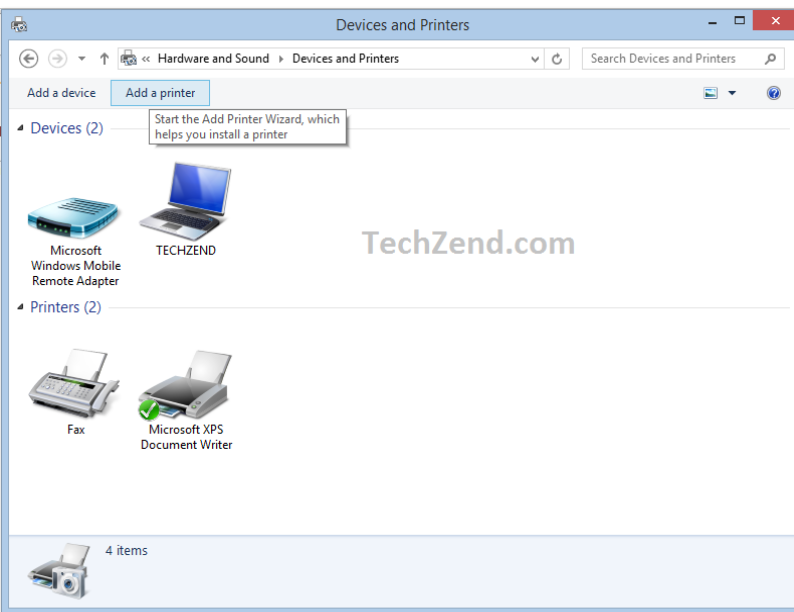 Devices and Printers
« Hardware and Sound Devices and Printers
Search Devices and Printers
Add a device Add a printer
Start the Add Printer Wizard, which
helps you install a printer
Devices (2)
Microsoft
Windows Mobile
Remote Adapter
TECHZEND
TechZend.com
Printers (2)
Fax
Microsoft XPS
Document Writer
4 items